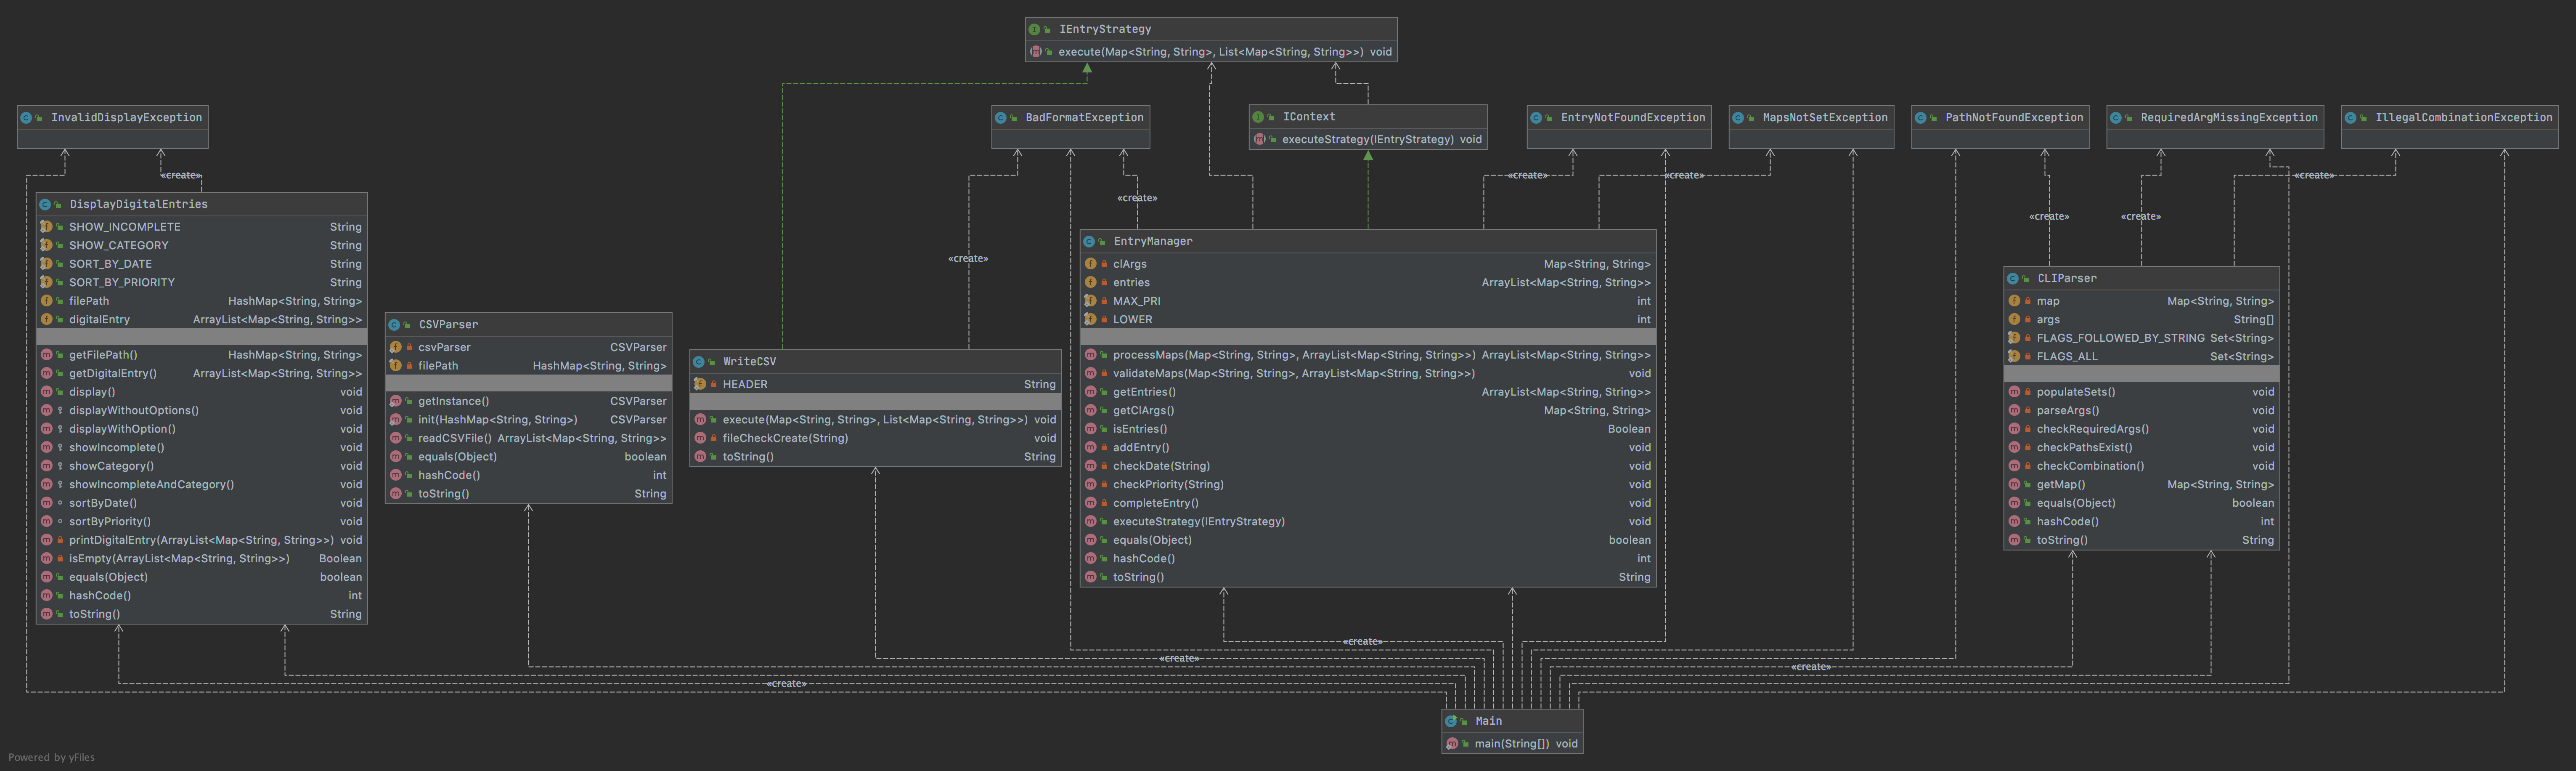 IEntryStrategy
execute(Map<String, String>, List<Map<String, String>>) void
InvalidDisplayException
BadFormatException
IContext
executeStrategy(IEntryStrategy) void
EntryNotFoundException
MapsNotSetException
PathNotFoundException
RequiredArgMissingException
IllegalCombinationException
«create»
«create»
«create»
«create»
«create»
«create»
«create»
«create»
DisplayDigitalEntries
SHOW_INCOMPLETE String
SHOW_CATEGORY String
SORT_BY_DATE String
SORT_BY_PRIORITY String
filePath HashMap<String, String>
digitalEntry ArrayList<Map<String, String>>
getFilePath() HashMap<String, String>
getDigitalEntry() ArrayList<Map<String, String>>
display() void
displayWithoutOptions() void
displayWithOption() void
showIncomplete() void
showCategory() void
showIncompleteAndCategory() void
sortByDate() void
sortByPriority() void
printDigitalEntry(ArrayList<Map<String, String>>) void
isEmpty(ArrayList<Map<String, String>>) Boolean
equals(Object) boolean
hashCode() int
toString() String
CSVParser
csvParser CSVParser
filePath HashMap<String, String>
getInstance() CSVParser
init(HashMap<String, String>) CSVParser
readCSVFile() ArrayList<Map<String, String>>
equals(Object) boolean
hashCode() int
toString() String
WriteCSV
HEADER String
execute(Map<String, String>, List<Map<String, String>>) void
fileCheckCreate(String) void
toString() String
EntryManager
clArgs Map<String, String>
entries ArrayList<Map<String, String>>
MAX_PRI int
LOWER int
processMaps(Map<String, String>, ArrayList<Map<String, String>>) ArrayList<Map<String, String>>
validateMaps(Map<String, String>, ArrayList<Map<String, String>>) void
getEntries() ArrayList<Map<String, String>>
getClArgs() Map<String, String>
isEntries() Boolean
addEntry() void
checkDate(String) void
checkPriority(String) void
completeEntry() void
executeStrategy(IEntryStrategy) void
equals(Object) boolean
hashCode() int
toString() String
CLIParser
map Map<String, String>
args String[]
FLAGS_FOLLOWED_BY_STRING Set<String>
FLAGS_ALL Set<String>
populateSets() void
parseArgs() void
checkRequiredArgs() void
checkPathsExist() void
checkCombination() void
getMap() Map<String, String>
equals(Object) boolean
hashCode() int
toString() String
«create»
«create»
«create»
«create»
Main
main(String[]) void
Powered by yFiles